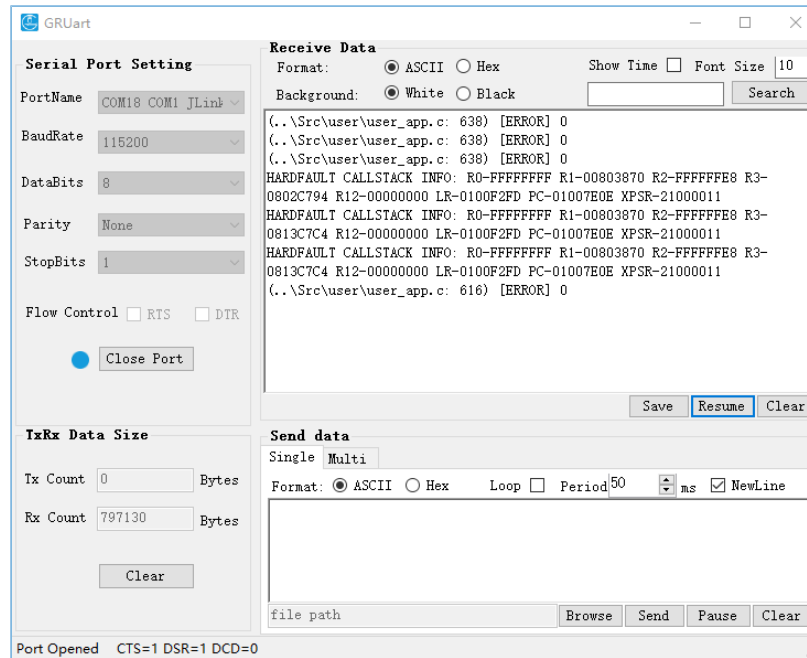 GRUart
Serial Port Setting
PortName COM18 COM1 JLink
BaudRate 115200
DataBits 8
Parity None
StopBits 1
Flow Control RTS DTR
Close Port
TxRx Data Size
Tx Count 0 Bytes
Rx Count 797130 Bytes
Clear
Receive Data
Format: ASCII Hex Show Time Font Size 10
Background: White Black Search
(..\Src\user\user_app.c: 638) [ERROR] 0
(..\Src\user\user_app.c: 638) [ERROR] 0
(..\Src\user\user_app.c: 638) [ERROR] 0
HARDFAULT CALLSTACK INFO: R0-FFFFFFFF R1-00803870 R2-FFFFFFE8 R3-
0802C794 R12-00000000 LR-0100F2FD PC-01007E0E XPSR-21000011
HARDFAULT CALLSTACK INFO: R0-FFFFFFFF R1-00803870 R2-FFFFFFE8 R3-
0813C7C4 R12-00000000 LR-0100F2FD PC-01007E0E XPSR-21000011
HARDFAULT CALLSTACK INFO: R0-FFFFFFFF R1-00803870 R2-FFFFFFE8 R3-
0813C7C4 R12-00000000 LR-0100F2FD PC-01007E0E XPSR-21000011
(..\Src\user\user_app.c: 616) [ERROR] 0
Save Resume Clear
Send data
Single Multi
Format: ASCII Hex Loop Period 50 ms NewLine
file path Browse Send Pause Clear
Port Opened CTS=1 DSR=1 DCD=0